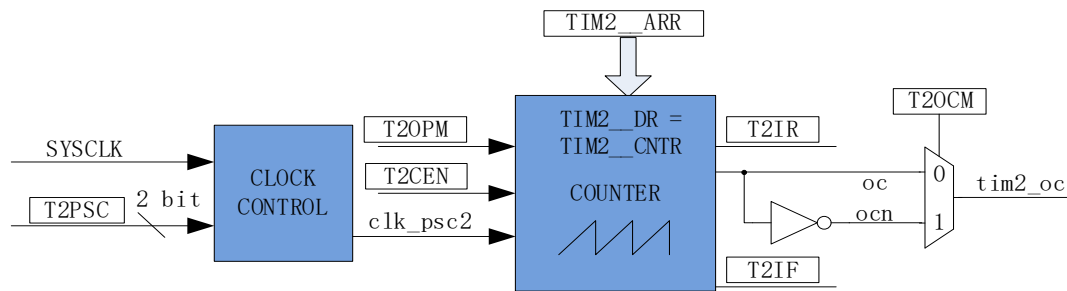 TIM2__ARR
SYSCLK
T2PSC
2 bit
CLOCK
CONTROL
clk_psc2
T2OPM
T2CEN
TIM2__DR =
TIM2__CNTR
COUNTER
T2IR
T2IF
oc
ocn
T2OCM
0
1
tim2_oc